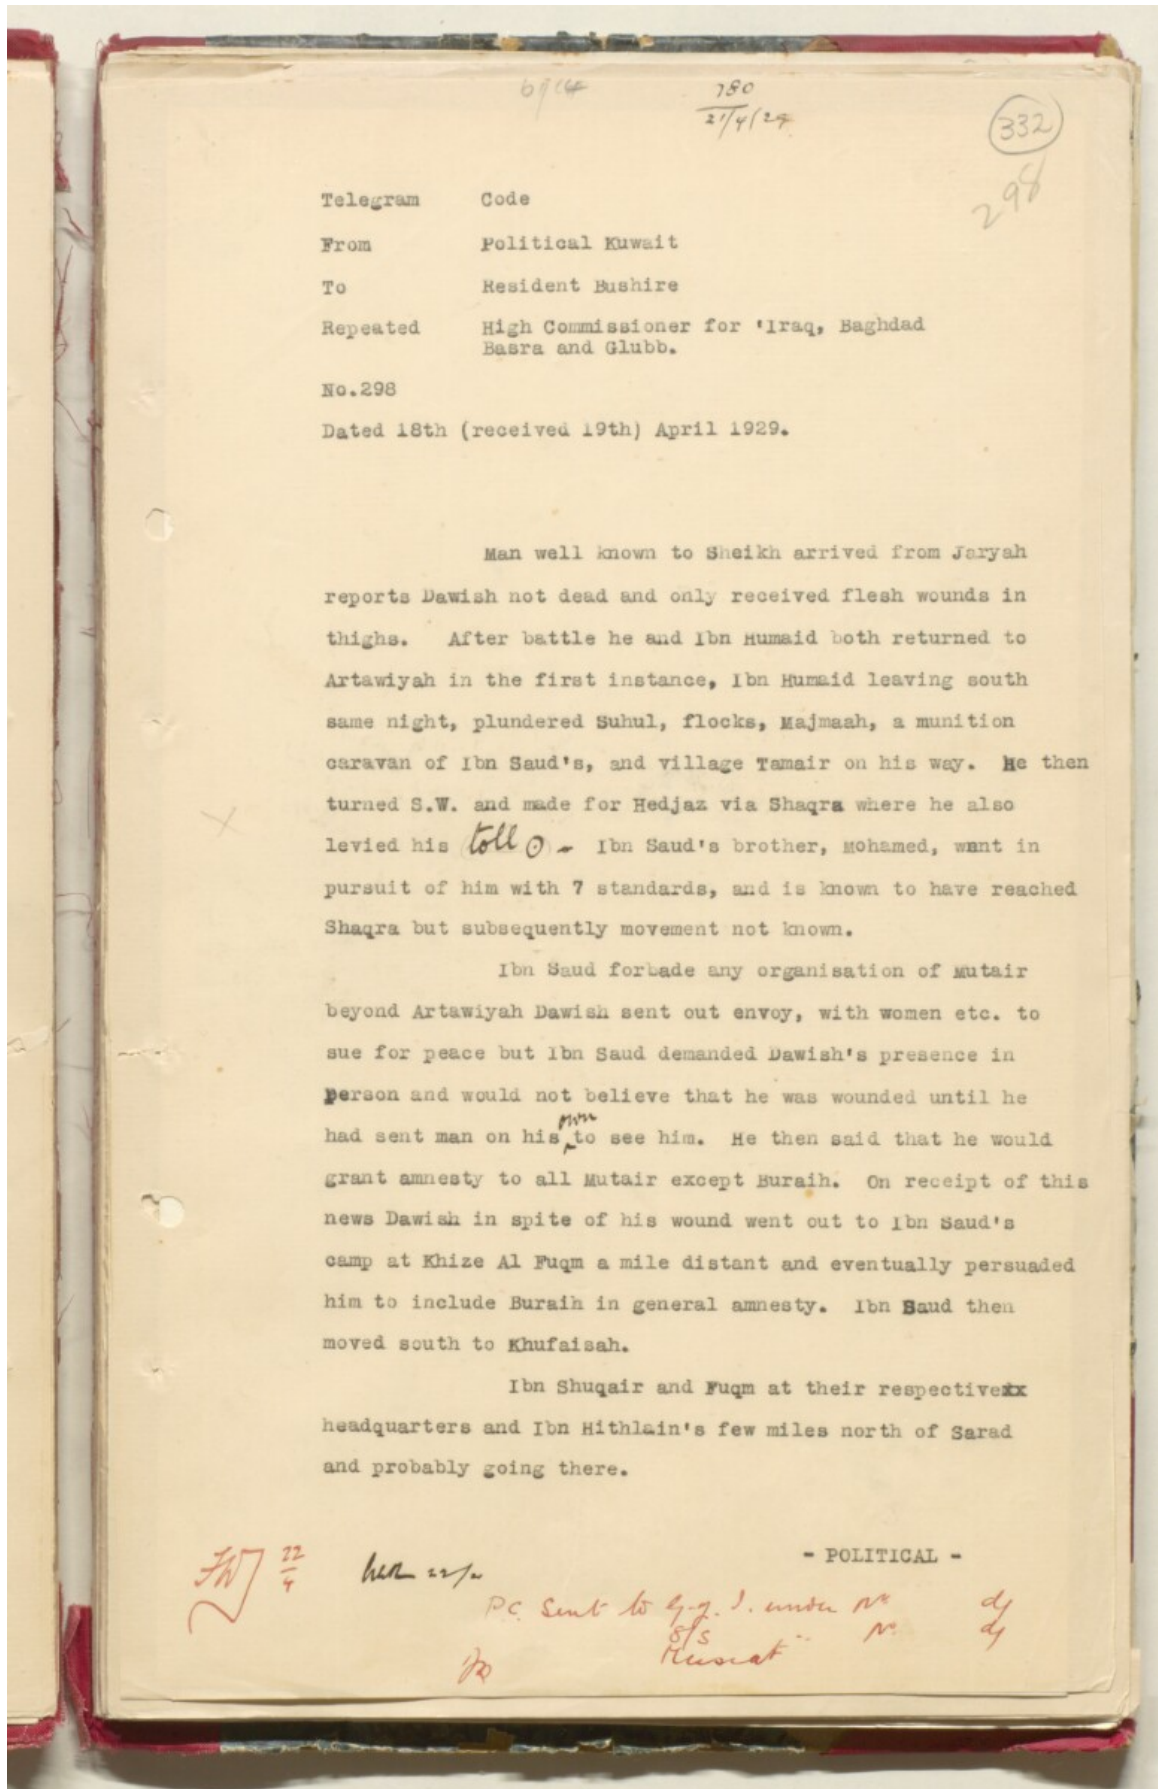 780
21/4/29
332
298
Telegram Code
From Political Kuwait
To Resident Bushire
Repeated High Commissioner for 'Iraq, Baghdad
Basra and Glubb.
No.298
Dated 18th (received 19th) April 1929.
Man well known to Sheikh arrived from Jaryah
reports Dawish not dead and only received flesh wounds in
thighs. After battle he and Ibn Humaid both returned to
Artawiyah in the first instance, Ibn Humaid leaving south
same night, plundered Suhul, flocks, Majmaah, a munition
caravan of Ibn Saud's, and village Tamair on his way. He then
turned S.W. and made for Hedjaz via Shaqra where he also
levied his toll - Ibn Saud's brother, Mohamed, went in
pursuit of him with 7 standards, and is known to have reached
Shaqra but subsequently movement not known.
Ibn Saud forbade any organisation of Mutair
beyond Artawiyah Dawish sent out envoy, with women etc. to
sue for peace but Ibn Saud demanded Dawish's presence in
person and would not believe that he was wounded until he
had sent man on his own to see him. He then said that he would
grant amnesty to all Mutair except Buraih. On receipt of this
news Dawish in spite of his wound went out to Ibn Saud's
camp at Khize Al Fuqm a mile distant and eventually persuaded
him to include Buraih in general amnesty. Ibn Saud then
moved south to Khufaisah.
Ibn Shuqair and Fuqm at their respectivexx
headquarters and Ibn Hithlain's few miles north of Sarad
and probably going there.
- POLITICAL -
22/4
P.C. Sent to G. of I. under No d/
S/S No d/
Muscat